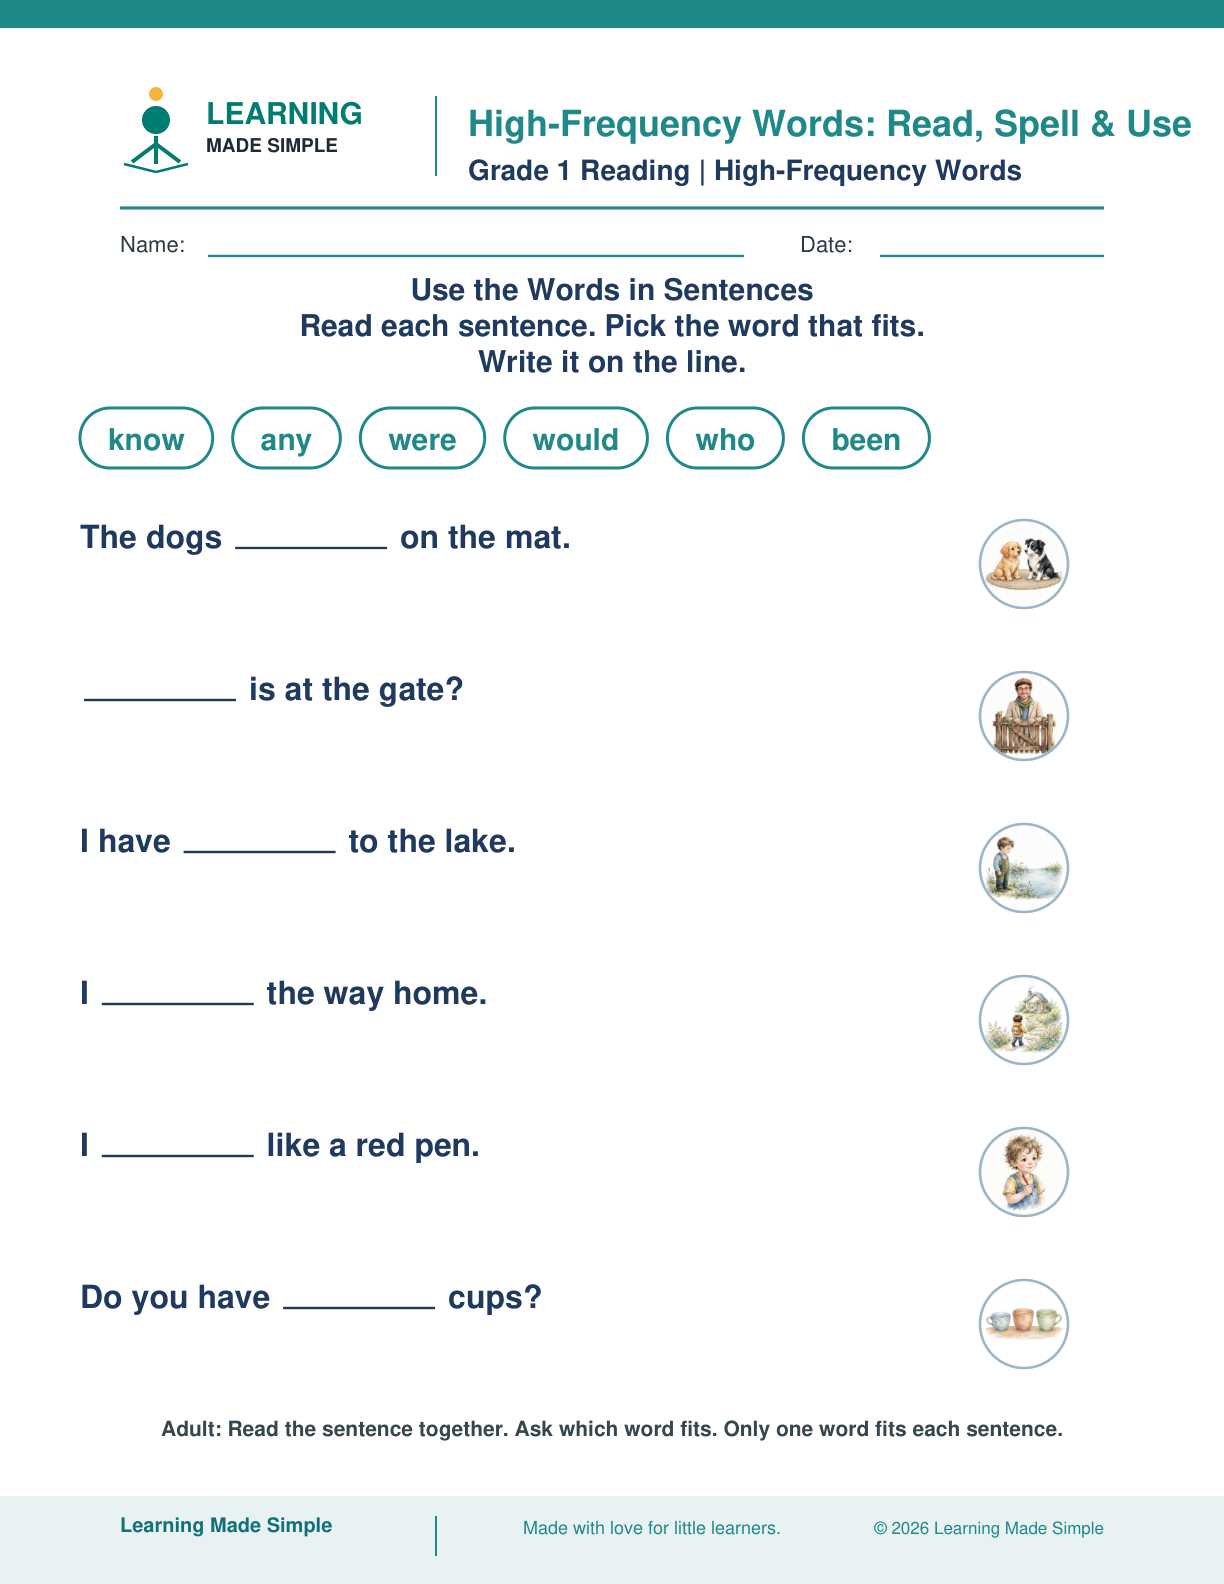 LEARNING
MADE SIMPLE
High-Frequency Words: Read, Spell & Use
Grade 1 Reading | High-Frequency Words
Name:
Date:
Use the Words in Sentences
Read each sentence. Pick the word that fits.
Write it on the line.
know any were would who been
The dogs ________ on the mat.
________ is at the gate?
I have ________ to the lake.
I ________ the way home.
I ________ like a red pen.
Do you have ________ cups?
Adult: Read the sentence together. Ask which word fits. Only one word fits each sentence.
Learning Made Simple
Made with love for little learners.
© 2026 Learning Made Simple